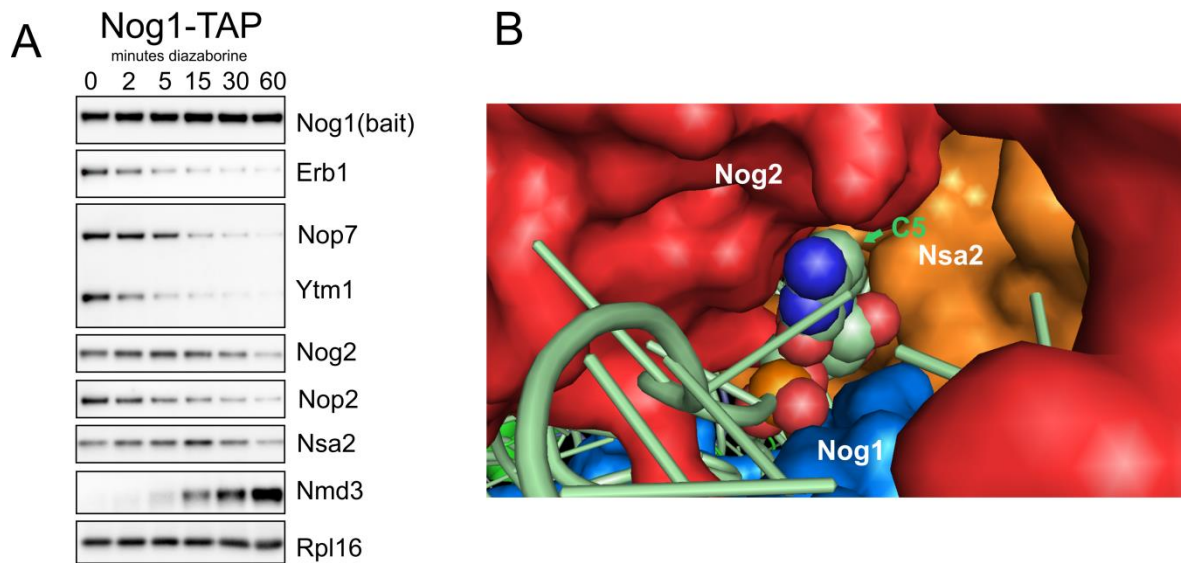 A
Nog1-TAP
minutes diazaborine
0 2 5 15 30 60
Nog1(bait)
Erb1
Nop7
Ytm1
Nog2
Nop2
Nsa2
Nmd3
Rpl16
B
Nog2
C5
Nsa2
Nog1